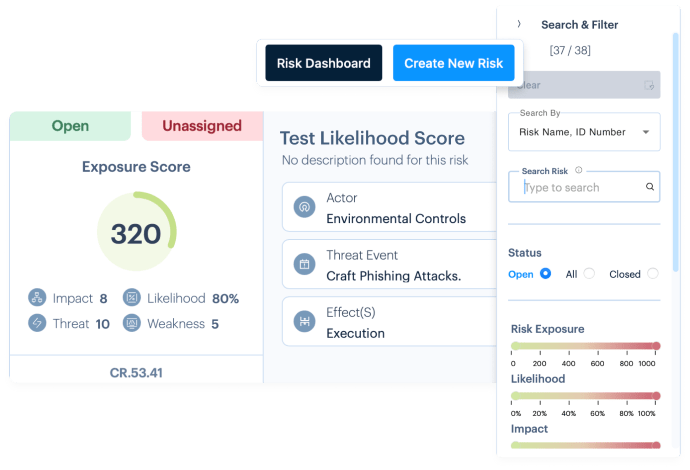 Search & Filter
[37 / 38]
Risk Dashboard
Create New Risk
Clear
Search By
Risk Name, ID Number
Search Risk
Type to search
Status
Open
All
Closed
Risk Exposure
0 200 400 600 800 1000
Likelihood
0% 20% 40% 60% 80% 100%
Impact
Open
Unassigned
Exposure Score
320
Impact 8
Likelihood 80%
Threat 10
Weakness 5
CR.53.41
Test Likelihood Score
No description found for this risk
Actor
Environmental Controls
Threat Event
Craft Phishing Attacks.
Effect(S)
Execution